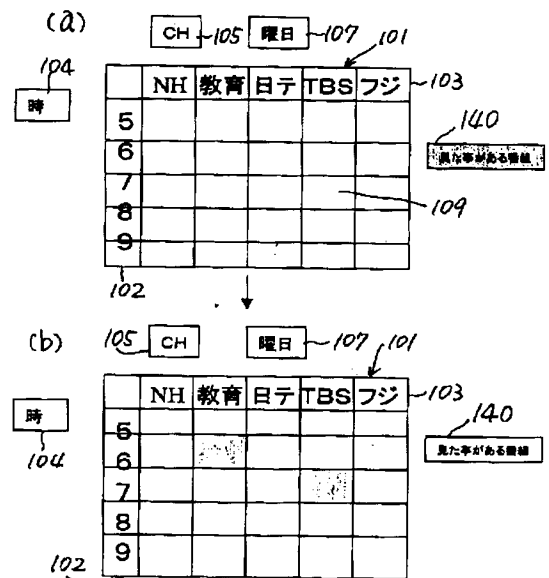 (a)
CH 105 曜日 107 101
104
時
NH 教育 日テ TBS フジ 103
140
見た事がある番組
5
6
7
8
9
109
102
(b)
105 CH 曜日 107 101
NH 教育 日テ TBS フジ 103
時
104
140
見た事がある番組
5
6
7
8
9
102